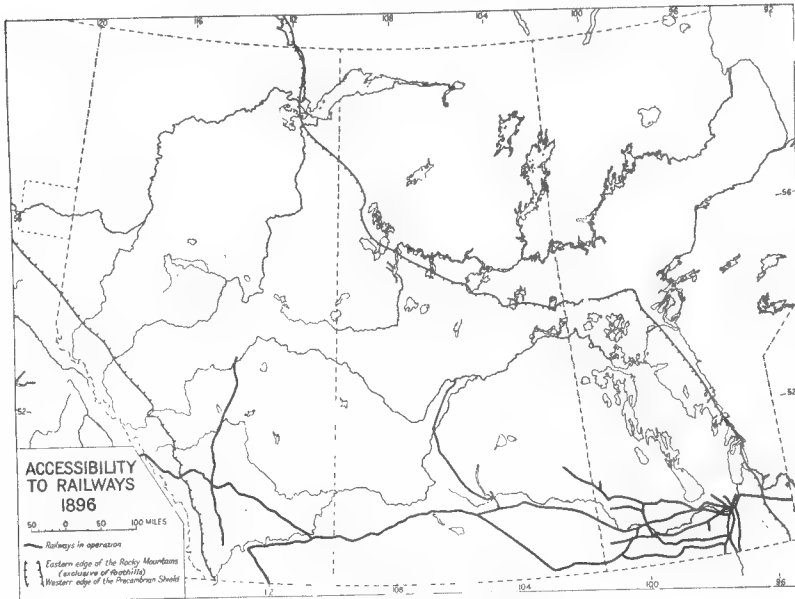 120
116
112
108
104
100
96
92
56
56
52
52
ACCESSIBILITY
TO RAILWAYS
1896
50 0 50 100 MILES
Railways in operation
Eastern edge of the Rocky Mountains
(exclusive of foothills)
Western edge of the Precambrian Shield
112
108
104
100
96